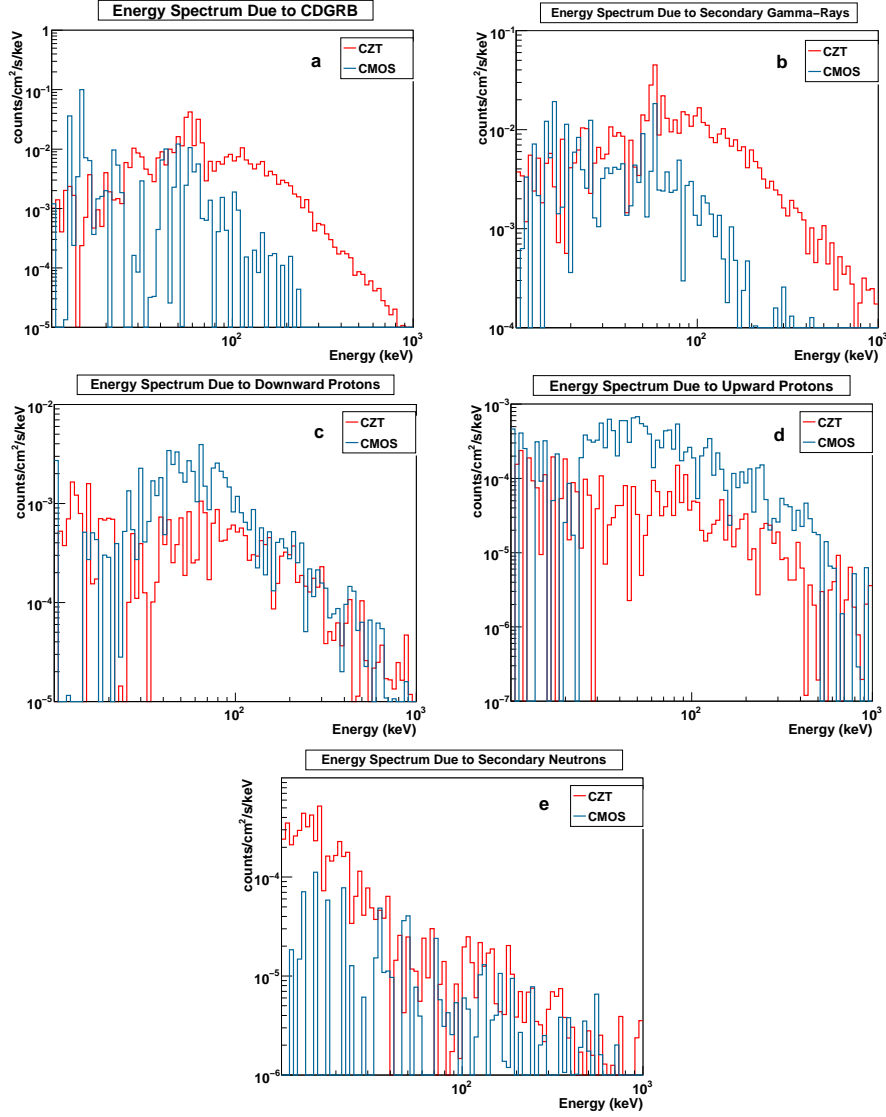 Energy Spectrum Due to CDGRB
counts/cm²/s/keV
1
10⁻¹
10⁻²
10⁻³
10⁻⁴
10⁻⁵
a
CZT
CMOS
10²
10³
Energy (keV)
Energy Spectrum Due to Secondary Gamma−Rays
counts/cm²/s/keV
10⁻¹
10⁻²
10⁻³
10⁻⁴
b
CZT
CMOS
10²
10³
Energy (keV)
Energy Spectrum Due to Downward Protons
counts/cm²/s/keV
10⁻²
10⁻³
10⁻⁴
10⁻⁵
c
CZT
CMOS
10²
10³
Energy (keV)
Energy Spectrum Due to Upward Protons
counts/cm²/s/keV
10⁻³
10⁻⁴
10⁻⁵
10⁻⁶
10⁻⁷
d
CZT
CMOS
10²
10³
Energy (keV)
Energy Spectrum Due to Secondary Neutrons
counts/cm²/s/keV
10⁻⁴
10⁻⁵
10⁻⁶
e
CZT
CMOS
10²
10³
Energy (keV)